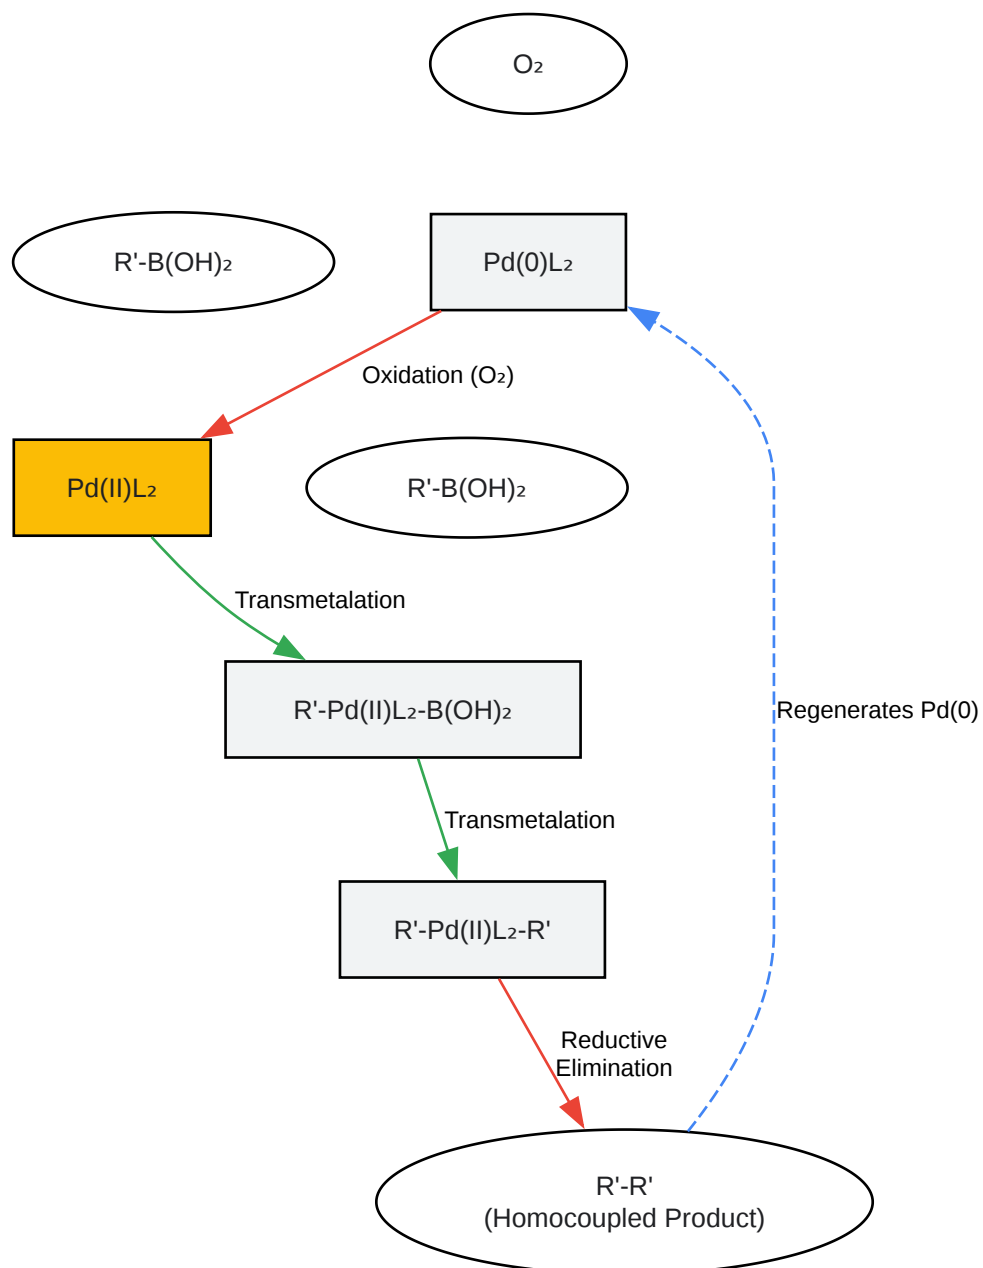 O₂
R'-B(OH)₂
Pd(0)L₂
Oxidation (O₂)
Pd(II)L₂
R'-B(OH)₂
Transmetalation
R'-Pd(II)L₂-B(OH)₂
Regenerates Pd(0)
Transmetalation
R'-Pd(II)L₂-R'
Reductive
Elimination
R'-R'
(Homocoupled Product)